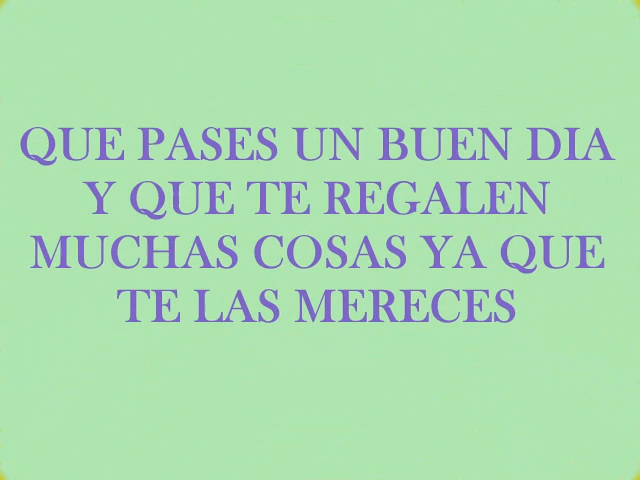 QUE PASES UN BUEN DIA
Y QUE TE REGALEN
MUCHAS COSAS YA QUE
TE LAS MERECES